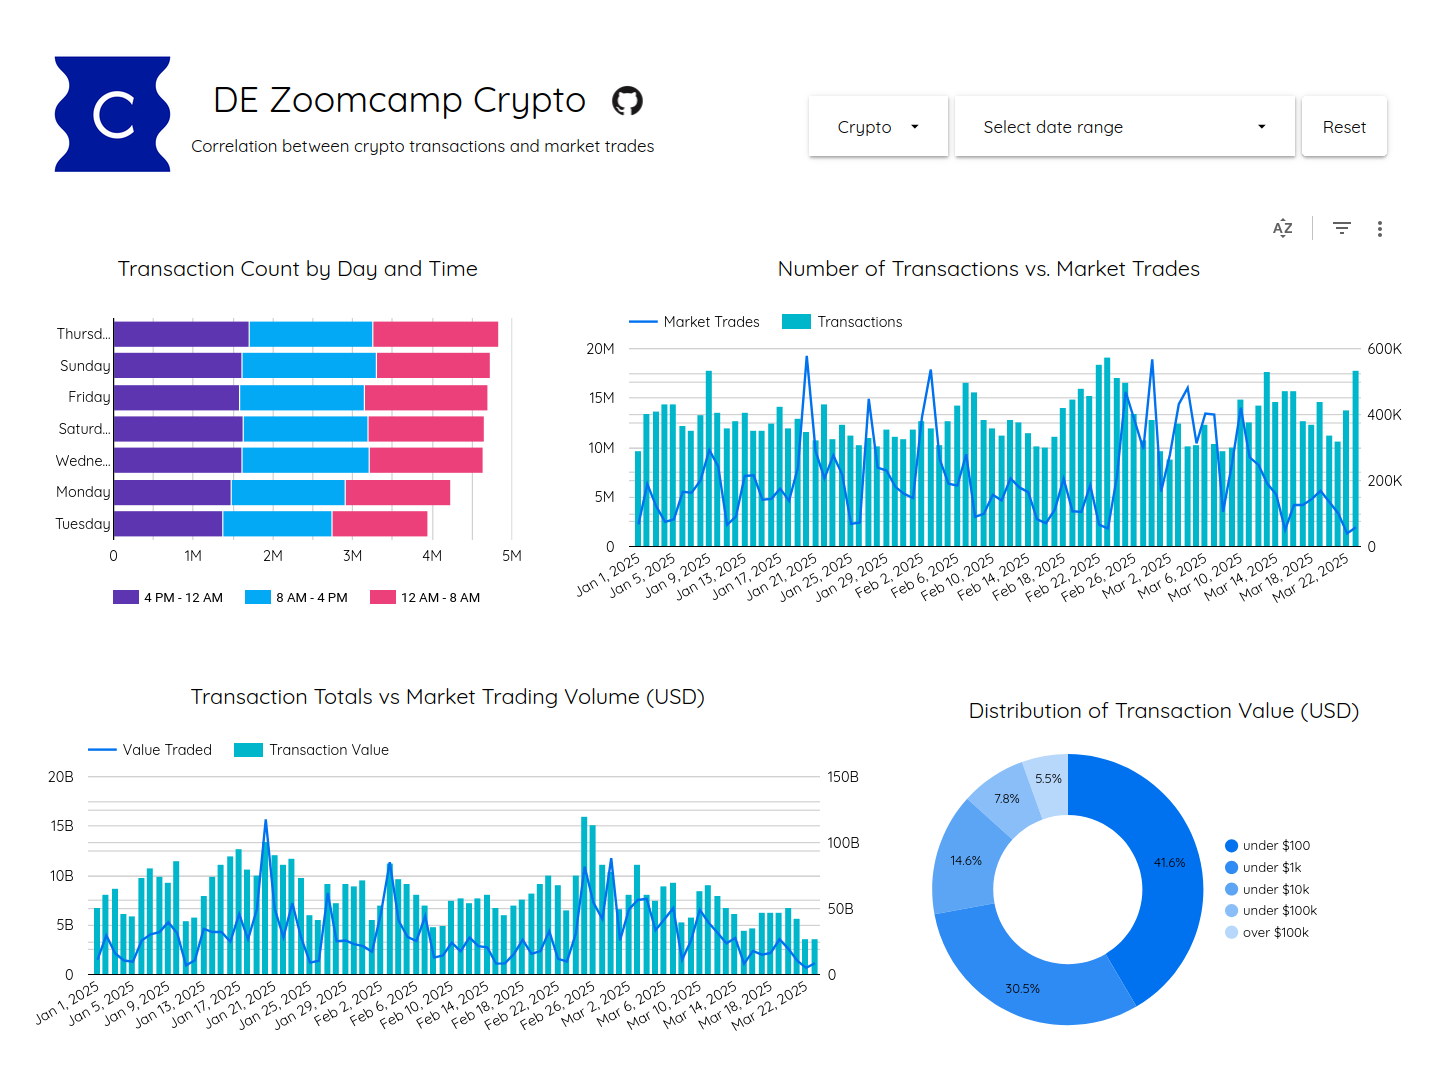 C
DE Zoomcamp Crypto
Correlation between crypto transactions and market trades
Crypto
Select date range
Reset
AZ
Transaction Count by Day and Time
Thursd...
Sunday
Friday
Saturd...
Wedne...
Monday
Tuesday
0 1M 2M 3M 4M 5M
4 PM - 12 AM 8 AM - 4 PM 12 AM - 8 AM
Number of Transactions vs. Market Trades
Market Trades Transactions
20M 600K
15M 400K
10M
5M 200K
0 0
Jan 1, 2025 Jan 5, 2025 Jan 9, 2025 Jan 13, 2025 Jan 17, 2025 Jan 21, 2025 Jan 25, 2025 Jan 29, 2025 Feb 2, 2025 Feb 6, 2025 Feb 10, 2025 Feb 14, 2025 Feb 18, 2025 Feb 22, 2025 Feb 26, 2025 Mar 2, 2025 Mar 6, 2025 Mar 10, 2025 Mar 14, 2025 Mar 18, 2025 Mar 22, 2025
Transaction Totals vs Market Trading Volume (USD)
Value Traded Transaction Value
20B 150B
15B 100B
10B
5B 50B
0 0
Jan 1, 2025 Jan 5, 2025 Jan 9, 2025 Jan 13, 2025 Jan 17, 2025 Jan 21, 2025 Jan 25, 2025 Jan 29, 2025 Feb 2, 2025 Feb 6, 2025 Feb 10, 2025 Feb 14, 2025 Feb 18, 2025 Feb 22, 2025 Feb 26, 2025 Mar 2, 2025 Mar 6, 2025 Mar 10, 2025 Mar 14, 2025 Mar 18, 2025 Mar 22, 2025
Distribution of Transaction Value (USD)
5.5%
7.8%
14.6%
41.6%
30.5%
under $100
under $1k
under $10k
under $100k
over $100k